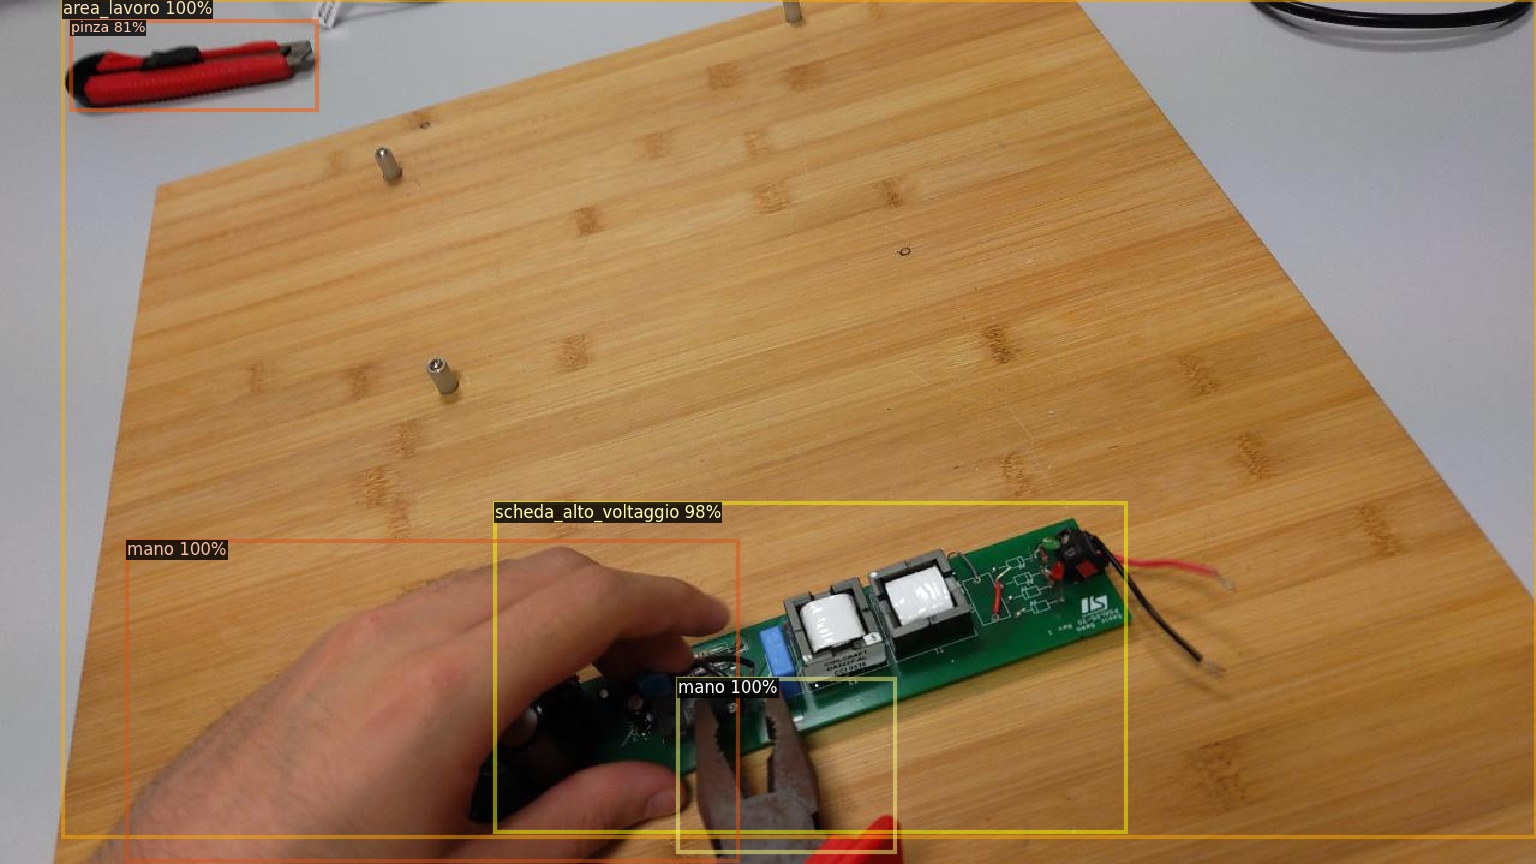 area_lavoro 100%
pinza 81%
scheda_alto_voltaggio 98%
mano 100%
mano 100%